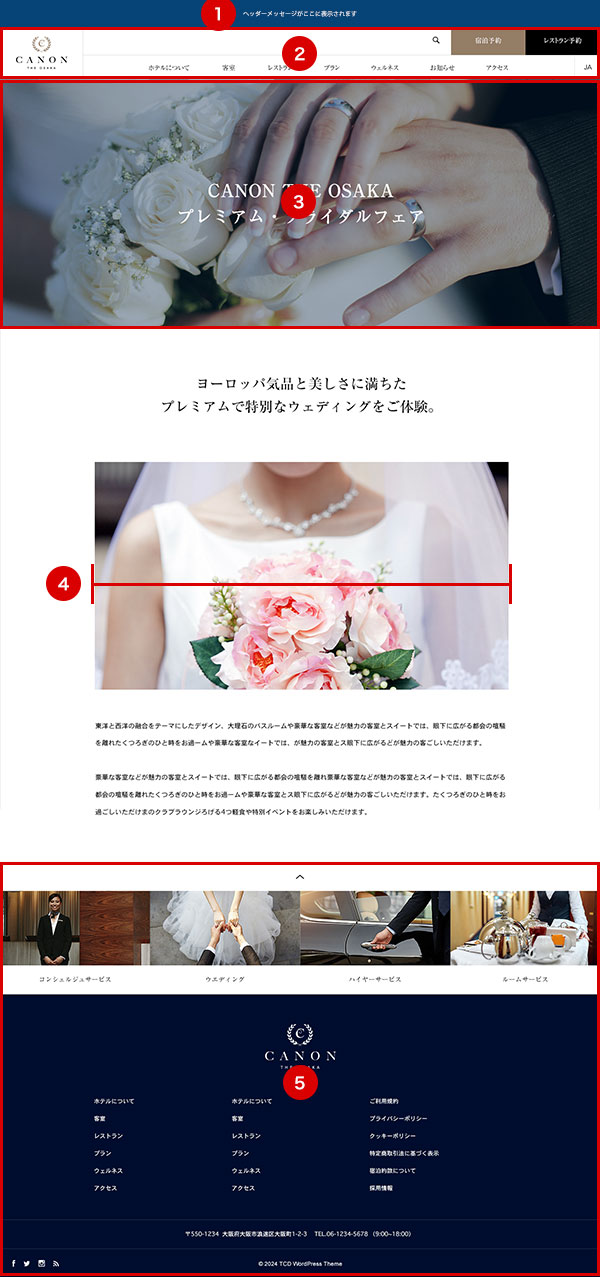 1
ヘッダーメッセージがここに表示されます
C
CANON
THE OSAKA
2
宿泊予約
レストラン予約
ホテルについて
客室
レストラン
プラン
ウェルネス
お知らせ
アクセス
JA
CANON THE OSAKA
3
プレミアム・ブライダルフェア
ヨーロッパ気品と美しさに満ちた
プレミアムで特別なウェディングをご体験。
4
東洋と西洋の融合をテーマにしたデザイン、大理石のバスルームや豪華な客室などが魅力の客室とスイートでは、眼下に広がる都会の喧騒
を離れたくつろぎのひと時をお過ームや豪華な客室なイートでは、が魅力の客室とス眼下に広がるどが魅力の客ごしいただけます。
豪華な客室などが魅力の客室とスイートでは、眼下に広がる都会の喧騒を離れ豪華な客室などが魅力の客室とスイートでは、眼下に広がる
都会の喧騒を離れたくつろぎのひと時をお過ームや豪華な客室とス眼下に広がるどが魅力の客ごしいただけます。たくつろぎのひと時をお
過ごしいただけまのクラブラウンジろげる4つ軽食や特別イベントをお楽しみいただけます。
コンシェルジュサービス
ウエディング
ハイヤーサービス
ルームサービス
C
CANON
THE OSAKA
5
ホテルについて
ホテルについて
ご利用規約
客室
客室
プライバシーポリシー
レストラン
レストラン
クッキーポリシー
プラン
プラン
特定商取引法に基づく表示
ウェルネス
ウェルネス
宿泊約款について
アクセス
アクセス
採用情報
〒550-1234 大阪府大阪市浪速区大阪町1-2-3 TEL.06-1234-5678 （9:00~18:00）
© 2024 TCD WordPress Theme